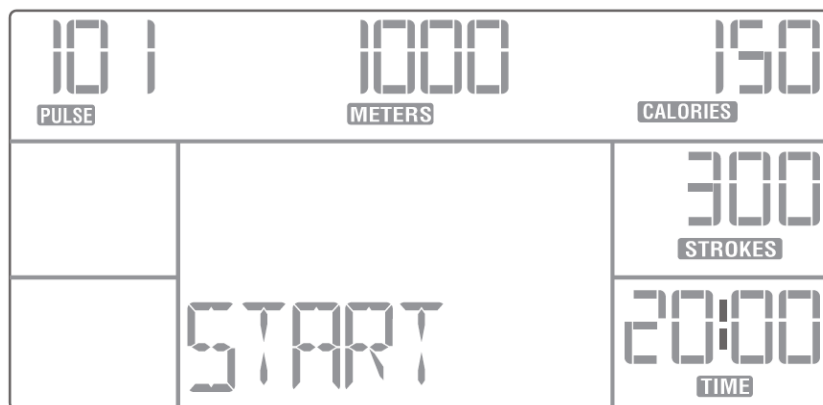 101 1000 150
PULSE METERS CALORIES
300
STROKES
START 20:00
TIME